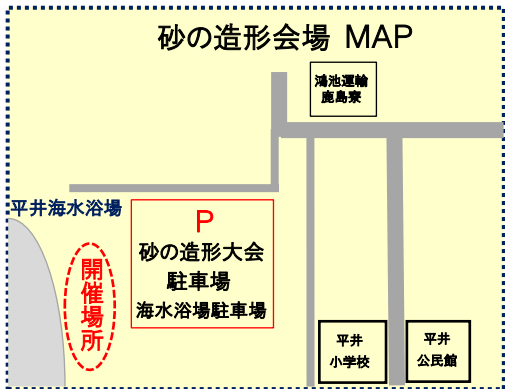 砂の造形会場 MAP
鴻池運輸
鹿島寮
平井海水浴場
P
砂の造形大会
駐車場
海水浴場駐車場
開催場所
平井
小学校
平井
公民館